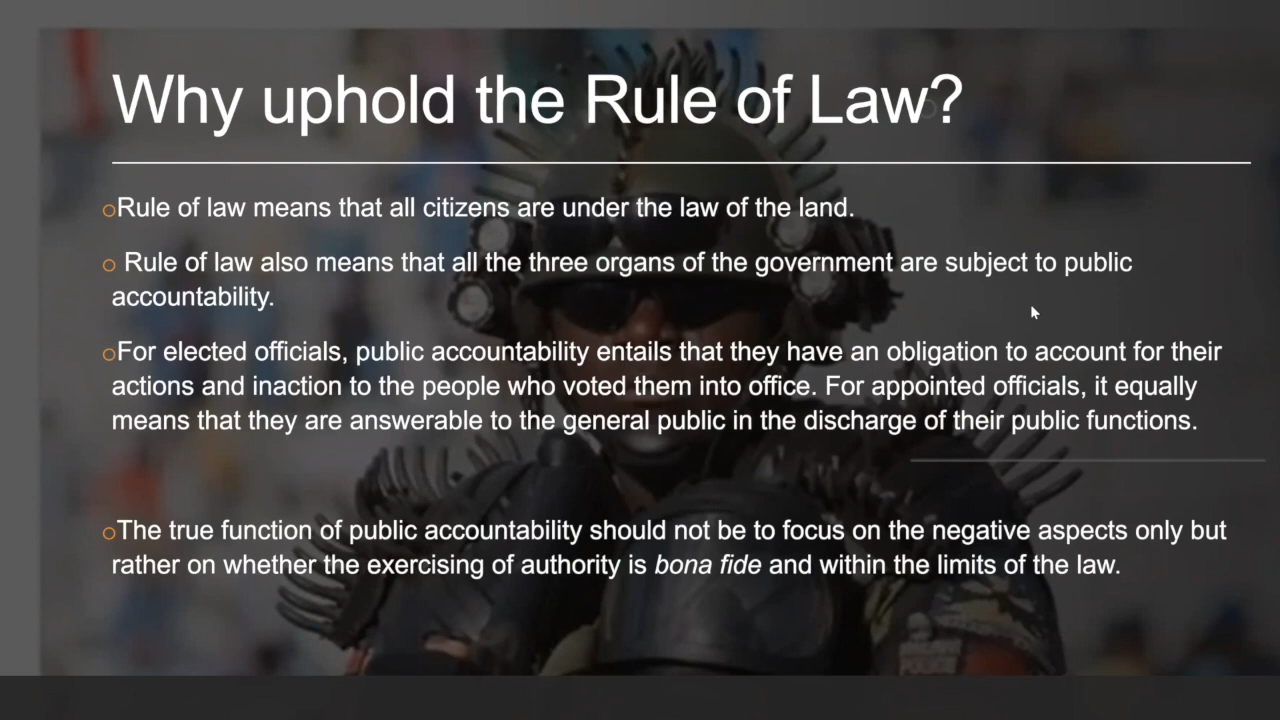 Why uphold the Rule of Law?
oRule of law means that all citizens are under the law of the land.
o Rule of law also means that all the three organs of the government are subject to public
accountability.
oFor elected officials, public accountability entails that they have an obligation to account for their
actions and inaction to the people who voted them into office. For appointed officials, it equally
means that they are answerable to the general public in the discharge of their public functions.
oThe true function of public accountability should not be to focus on the negative aspects only but
rather on whether the exercising of authority is bona fide and within the limits of the law.